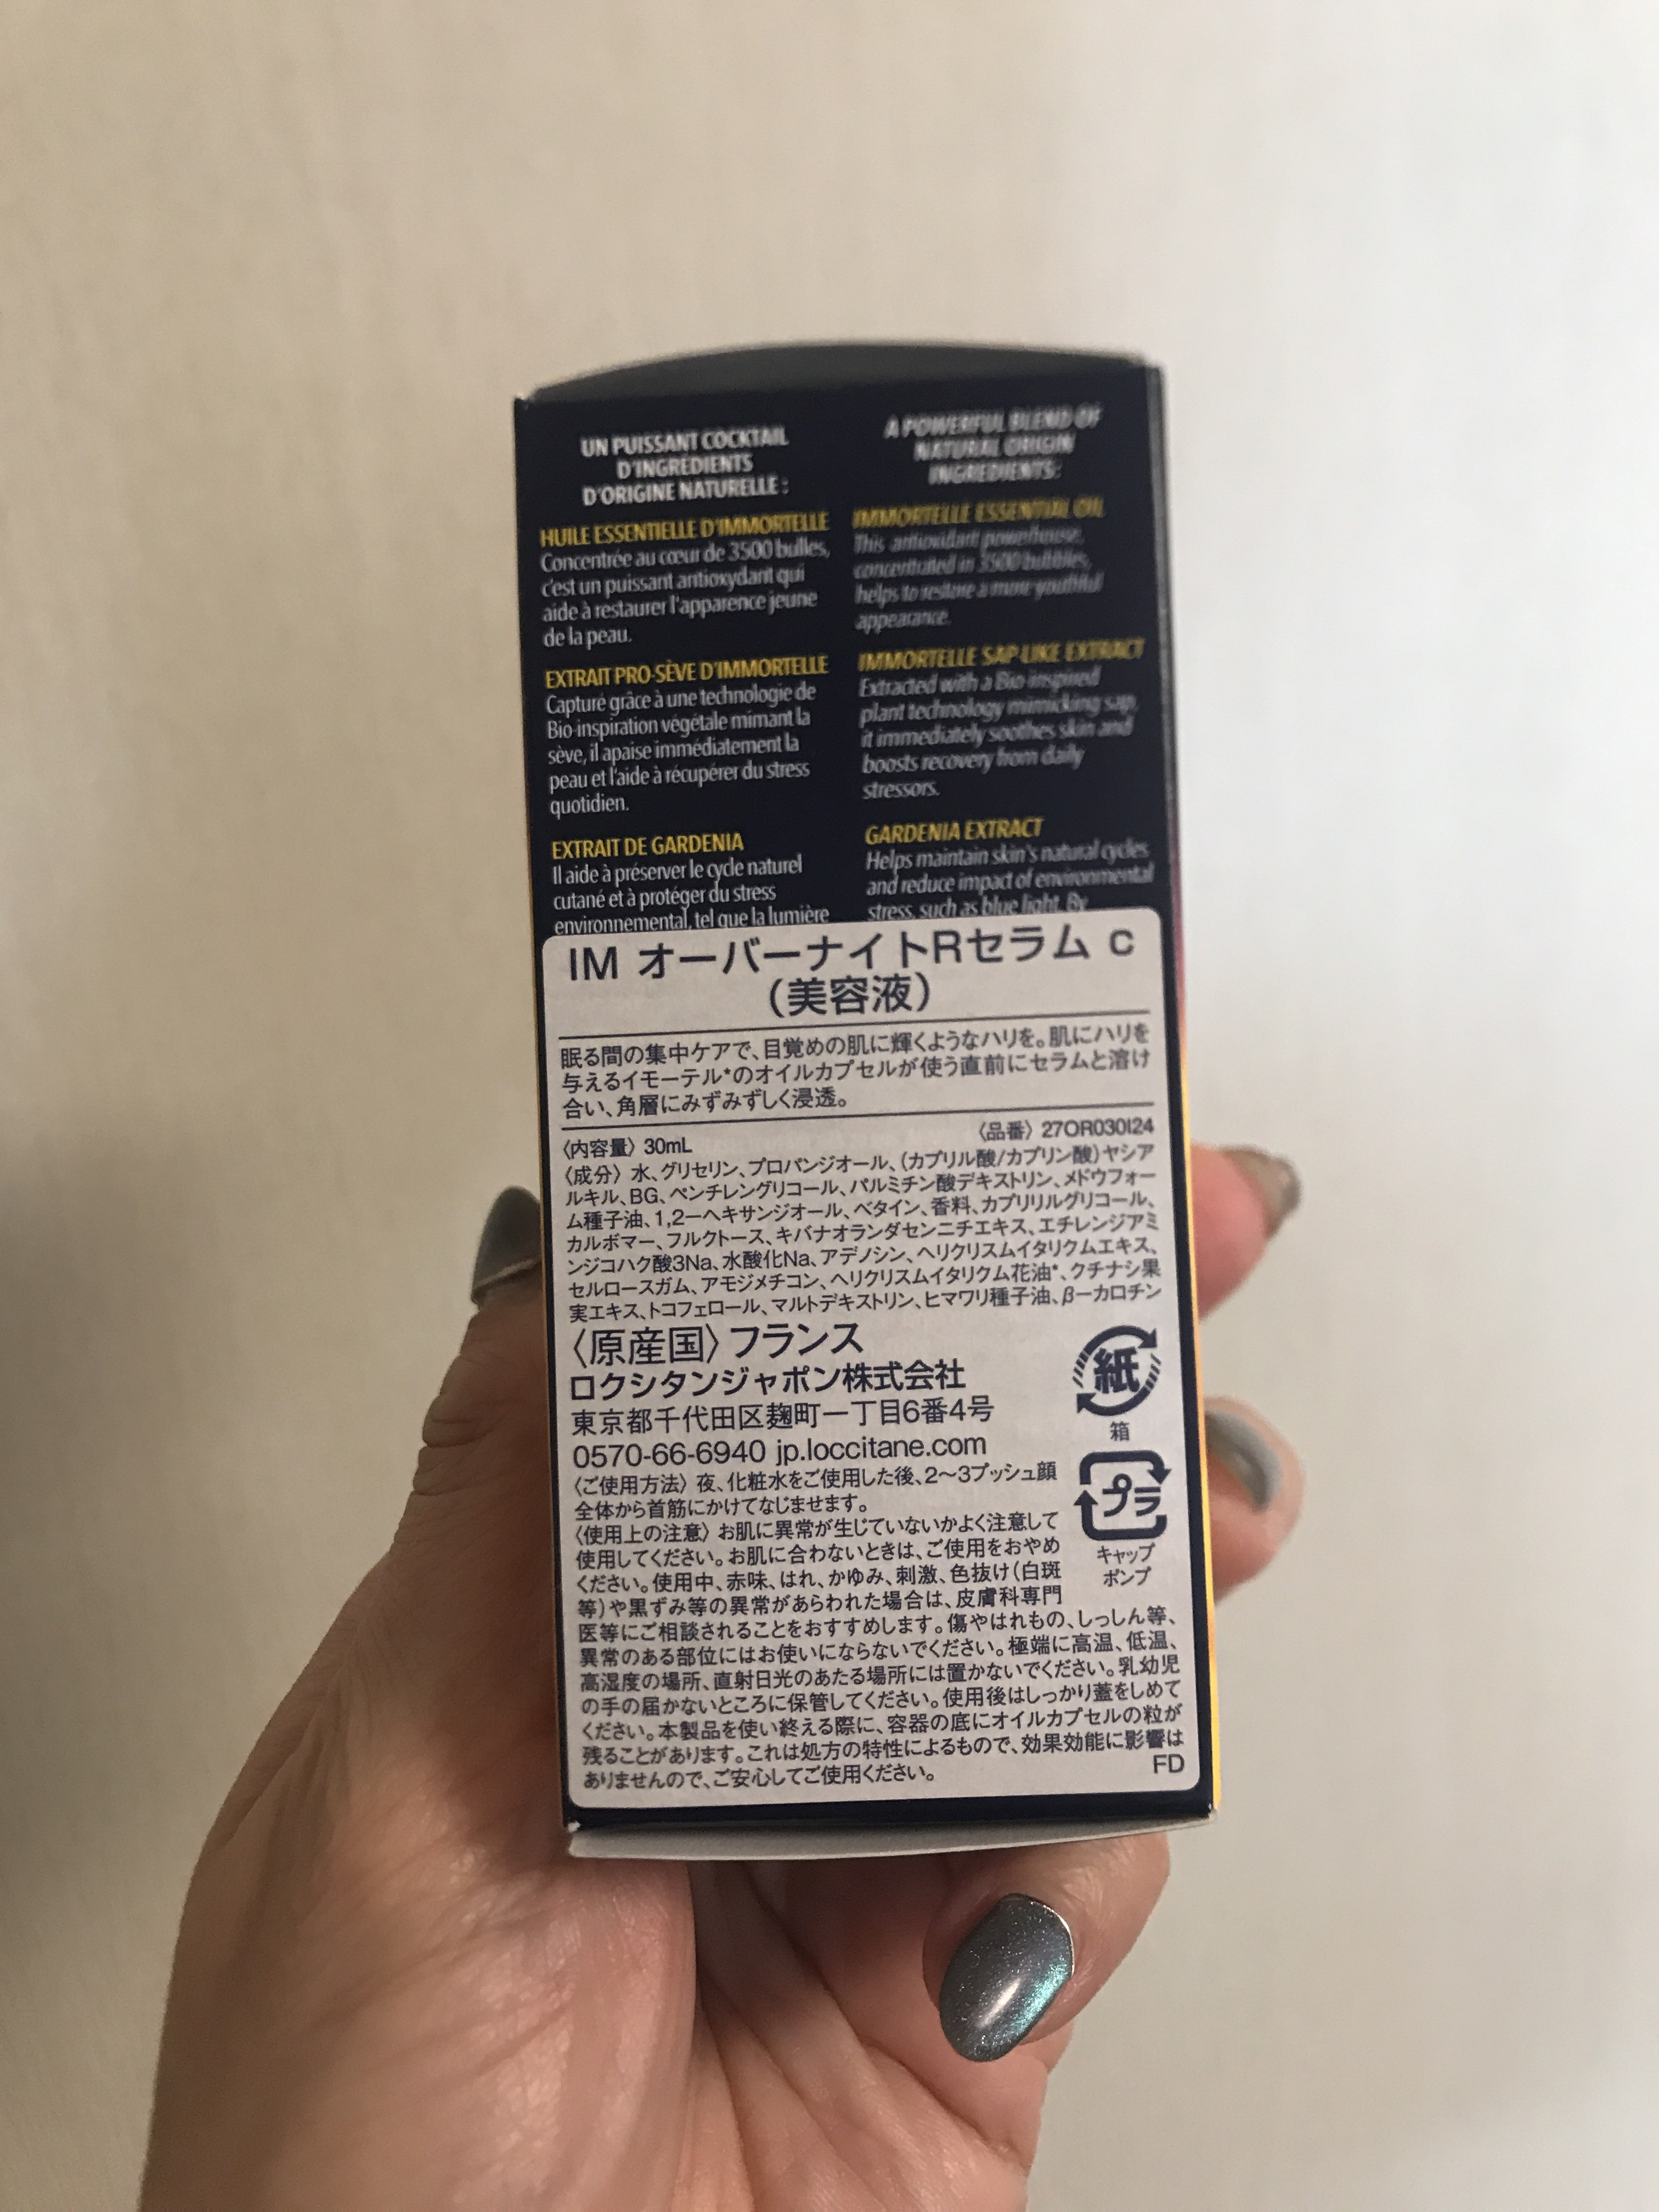 UN PUISSANT COCKTAIL
D'INGRÉDIENTS
D'ORIGINE NATURELLE :
HUILE ESSENTIELLE D'IMMORTELLE
Concentrée au cœur de 3500 bulles,
c'est un puissant antioxydant qui
aide à restaurer l'apparence jeune
de la peau.
EXTRAIT PRO-SÈVE D'IMMORTELLE
Capturé grâce à une technologie de
Bio-inspiration végétale mimant la
sève, il apaise immédiatement la
peau et l'aide à récupérer du stress
quotidien.
EXTRAIT DE GARDENIA
Il aide à préserver le cycle naturel
cutané et à protéger du stress
environnemental, tel que la lumière
A POWERFUL BLEND OF
NATURAL ORIGIN
INGREDIENTS:
IMMORTELLE ESSENTIAL OIL
This antioxidant powerhouse,
concentrated in 3500 bubbles,
helps to restore a more youthful
appearance.
IMMORTELLE SAP-LIKE EXTRACT
Extracted with a Bio-inspired
plant technology mimicking sap,
it immediately soothes skin and
boosts recovery from daily
stressors.
GARDENIA EXTRACT
Helps maintain skin's natural cycles
and reduce impact of environmental
stress, such as blue light. By
IM オーバーナイトRセラム c
（美容液）
眠る間の集中ケアで、目覚めの肌に輝くようなハリを。肌にハリを
与えるイモーテル*のオイルカプセルが使う直前にセラムと溶け
合い、角層にみずみずしく浸透。
〈内容量〉 30mL 〈品番〉 27OR030I24
〈成分〉 水、グリセリン、プロパンジオール、(カプリル酸/カプリン酸)ヤシア
ルキル、BG、ペンチレングリコール、パルミチン酸デキストリン、メドウフォー
ム種子油、1,2－ヘキサンジオール、ベタイン、香料、カプリリルグリコール、
カルボマー、フルクトース、キバナオランダセンニチエキス、エチレンジアミ
ンジコハク酸3Na、水酸化Na、アデノシン、ヘリクリスムイタリクムエキス、
セルロースガム、アモジメチコン、ヘリクリスムイタリクム花油*、クチナシ果
実エキス、トコフェロール、マルトデキストリン、ヒマワリ種子油、β－カロチン
〈原産国〉フランス
ロクシタンジャポン株式会社
東京都千代田区麹町一丁目6番4号
0570-66-6940 jp.loccitane.com
紙
箱
プラ
キャップ
ポンプ
〈ご使用方法〉 夜、化粧水をご使用した後、2～3プッシュ顔
全体から首筋にかけてなじませます。
〈使用上の注意〉 お肌に異常が生じていないかよく注意して
使用してください。お肌に合わないときは、ご使用をおやめ
ください。使用中、赤味、はれ、かゆみ、刺激、色抜け（白斑
等）や黒ずみ等の異常があらわれた場合は、皮膚科専門
医等にご相談されることをおすすめします。傷やはれもの、しっしん等、
異常のある部位にはお使いにならないでください。極端に高温、低温、
高湿度の場所、直射日光のあたる場所には置かないでください。乳幼児
の手の届かないところに保管してください。使用後はしっかり蓋をしめて
ください。本製品を使い終える際に、容器の底にオイルカプセルの粒が
残ることがあります。これは処方の特性によるもので、効果効能に影響は
ありませんので、ご安心してご使用ください。
FD